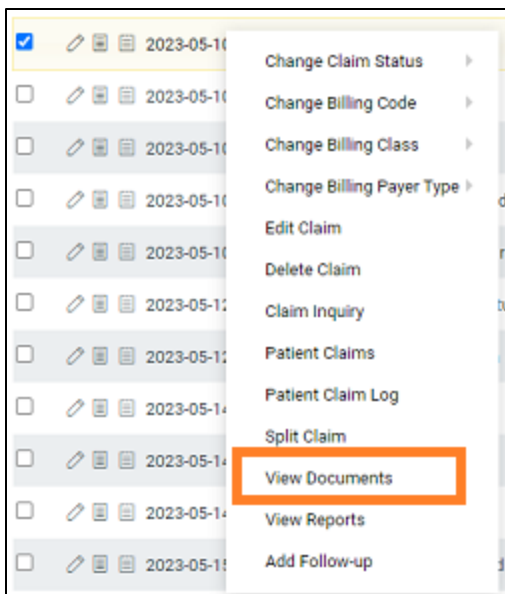 2023-05-10
Change Claim Status
2023-05-10
Change Billing Code
2023-05-10
Change Billing Class
2023-05-10
Change Billing Payer Type
Edit Claim
2023-05-10
Delete Claim
2023-05-12
Claim Inquiry
2023-05-12
Patient Claims
2023-05-14
Patient Claim Log
Split Claim
2023-05-14
View Documents
2023-05-14
View Reports
2023-05-15
Add Follow-up